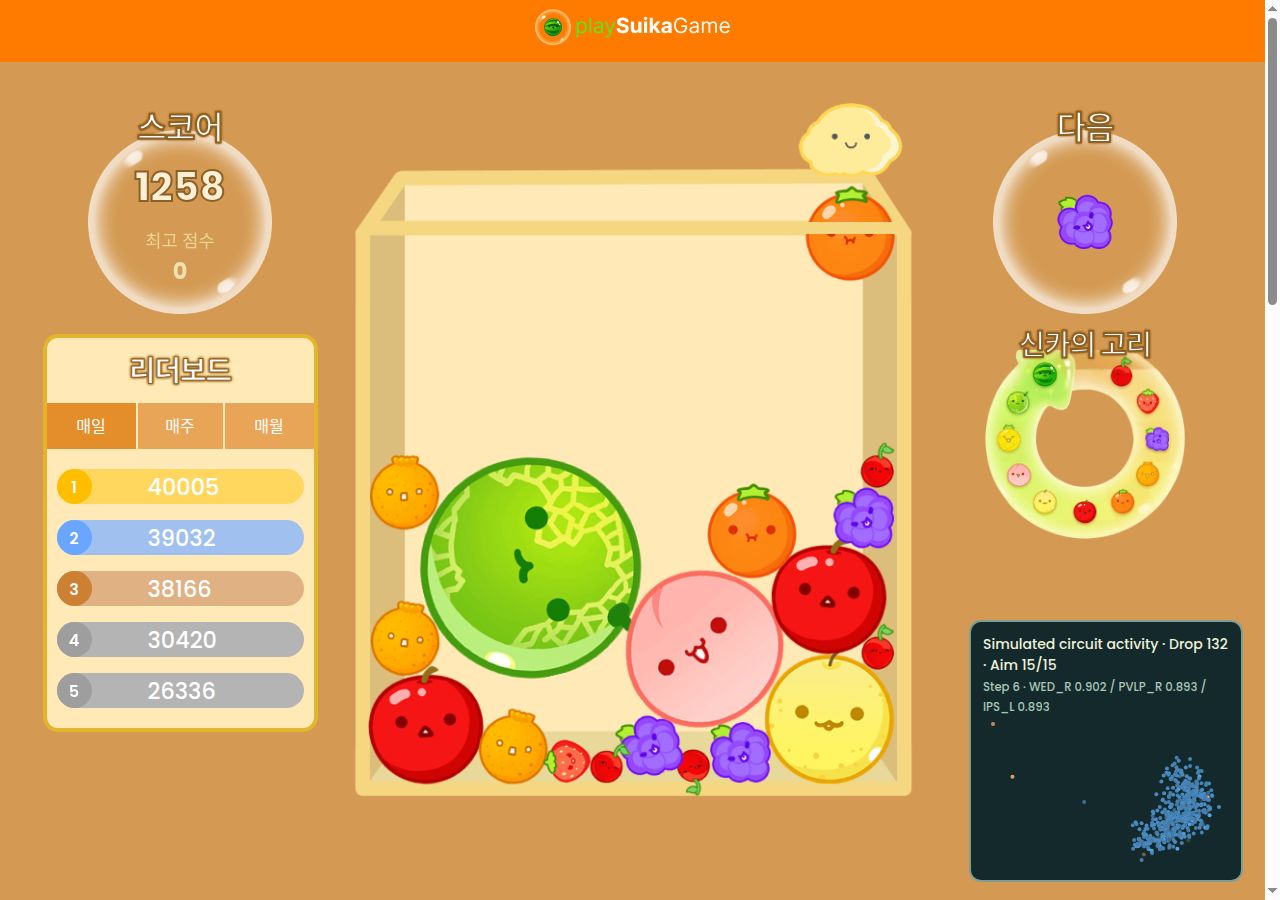 playSuikaGame
스코어
1258
최고 점수
0
리더보드
매일 매주 매월
1 40005
2 39032
3 38166
4 30420
5 26336
다음
신카의 고리
Simulated circuit activity · Drop 132
· Aim 15/15
Step 6 · WED_R 0.902 / PVLP_R 0.893 /
IPS_L 0.893